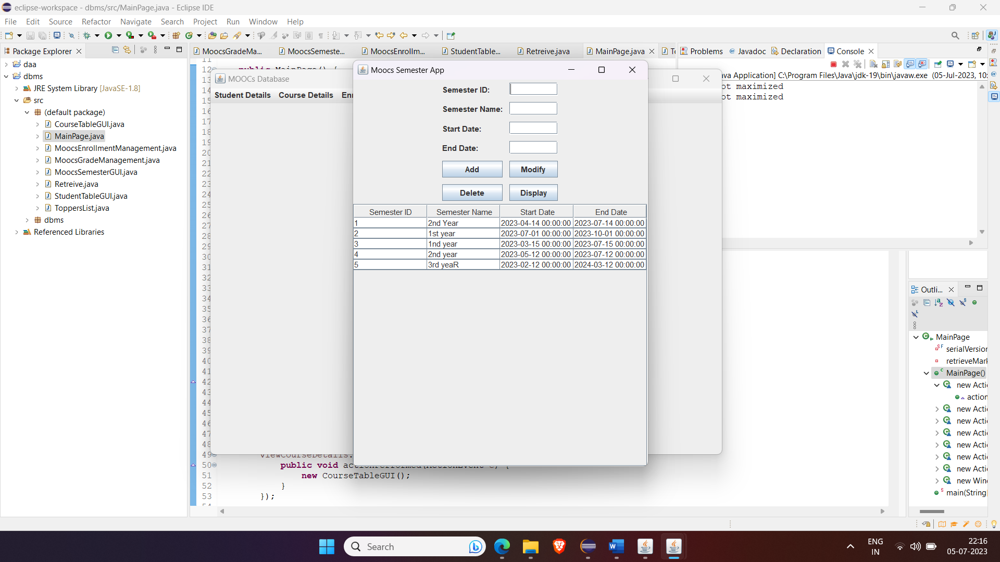 eclipse-workspace - dbms/src/MainPage.java - Eclipse IDE
File Edit Source Refactor Navigate Search Project Run Window Help
Package Explorer
daa
dbms
JRE System Library [JavaSE-1.8]
src
(default package)
CourseTableGUI.java
MainPage.java
MoocsEnrollmentManagement.java
MoocsGradeManagement.java
MoocsSemesterGUI.java
Retreive.java
StudentTableGUI.java
ToppersList.java
dbms
Referenced Libraries
MoocsGradeMa... MoocsSemeste... MoocsEnrollm... StudentTable... Retreive.java MainPage.java
11
12
13
14
15
16
17
18
19
20
21
22
23
24
25
26
27
28
29
30
31
32
33
34
35
36
37
38
39
40
41
42
43
44
45
46
47
48
49
50 public void
51 new CourseTableGUI();
52 }
53 });
MOOCs Database
Student Details Course Details
Moocs Semester App
Semester ID:
Semester Name:
Start Date:
End Date:
Add Modify
Delete Display
Semester ID Semester Name Start Date End Date
1 2nd Year 2023-04-14 00:00:00 2023-07-14 00:00:00
2 1st year 2023-07-01 00:00:00 2023-10-01 00:00:00
3 1nd year 2023-03-15 00:00:00 2023-07-15 00:00:00
4 2nd year 2023-05-12 00:00:00 2023-07-12 00:00:00
5 3rd yeaR 2023-02-12 00:00:00 2024-03-12 00:00:00
Problems Javadoc Declaration Console
ava Application] C:\Program Files\Java\jdk-19\bin\javaw.exe (05-Jul-2023, 10:
ot maximized
ot maximized
Outli...
MainPage
serialVersion
retrieveMark
MainPage()
new Actio
action
new Actio
new Actio
new Actio
new Actio
new Actio
new Actio
new Wind
main(String[
Search
ENG
IN
22:16
05-07-2023